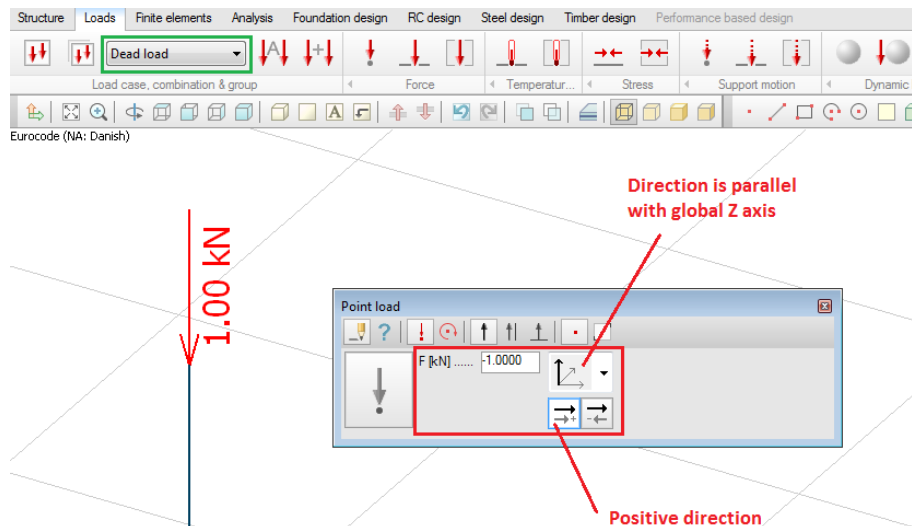 Structure Loads Finite elements Analysis Foundation design RC design Steel design Timber design Performance based design
Dead load
Load case, combination & group Force Temperatur... Stress Support motion Dynamic
Eurocode (NA: Danish)
Direction is parallel
with global Z axis
1.00 kN
Point load
F [kN] ...... -1.0000
Positive direction